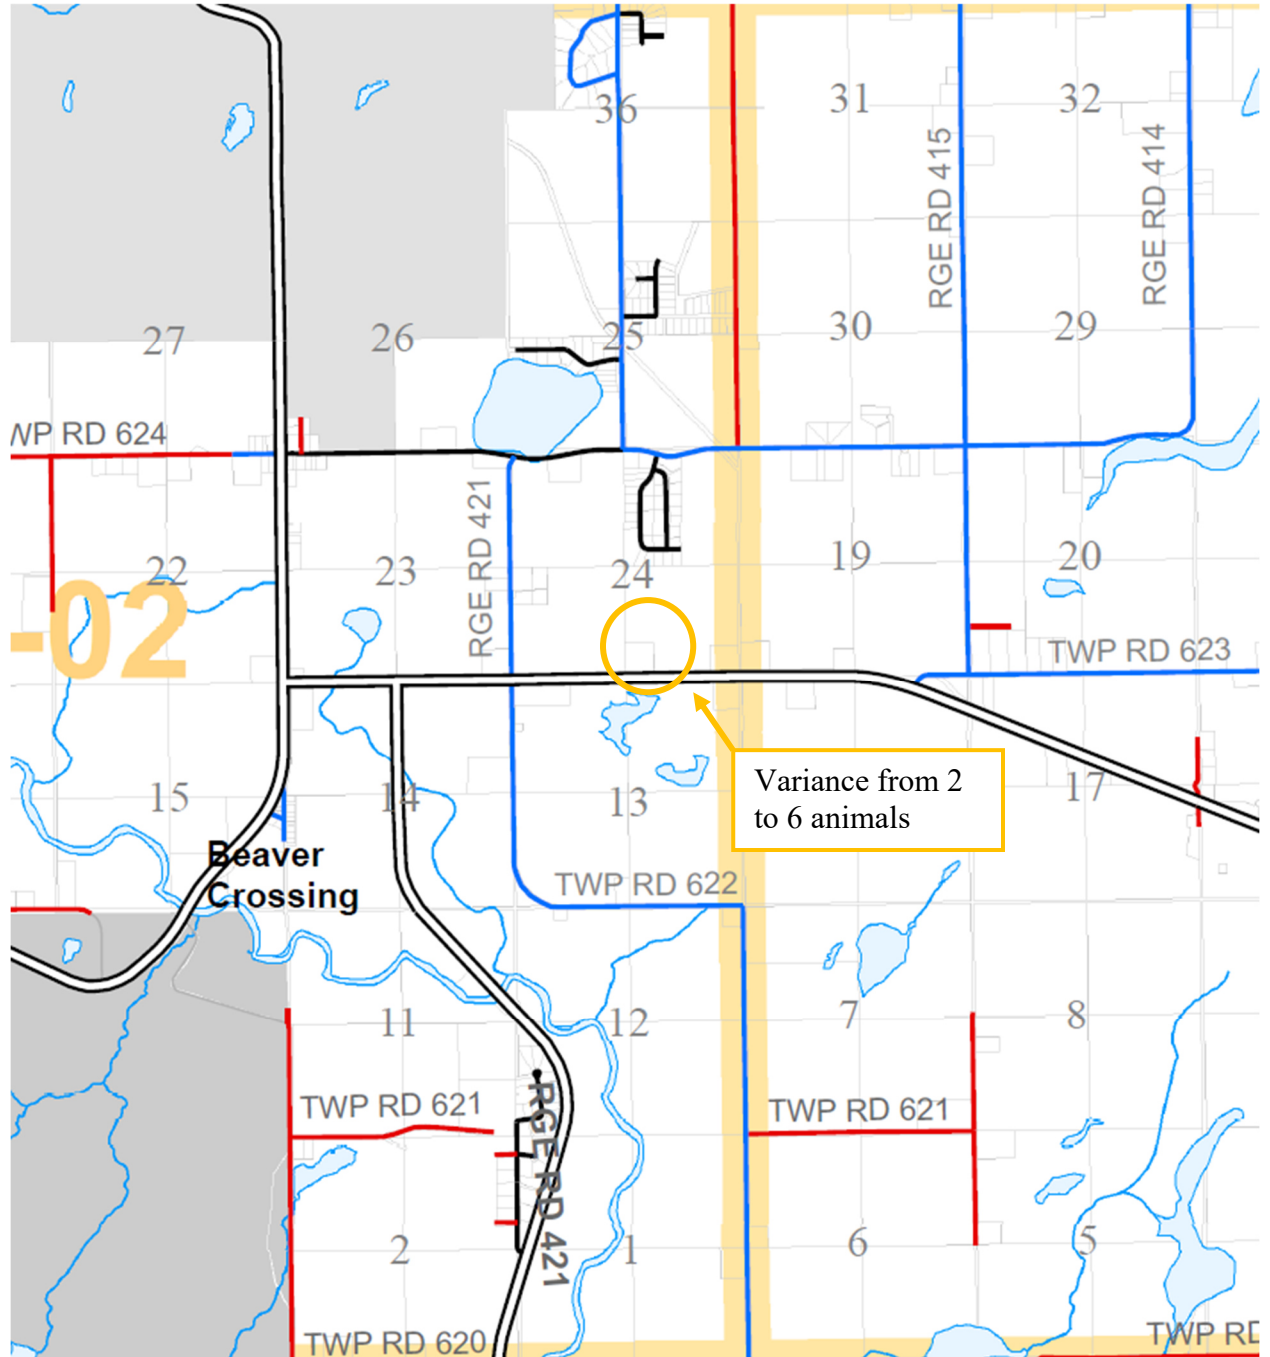 36
31
32
RGE RD 415
RGE RD 414
27
26
25
30
29
WP RD 624
RGE RD 421
22
23
24
19
20
-02
TWP RD 623
15
14
13
17
Variance from 2
to 6 animals
Beaver
Crossing
TWP RD 622
11
12
7
8
TWP RD 621
RGE RD 421
TWP RD 621
2
1
6
5
TWP RD 620
TWP RD